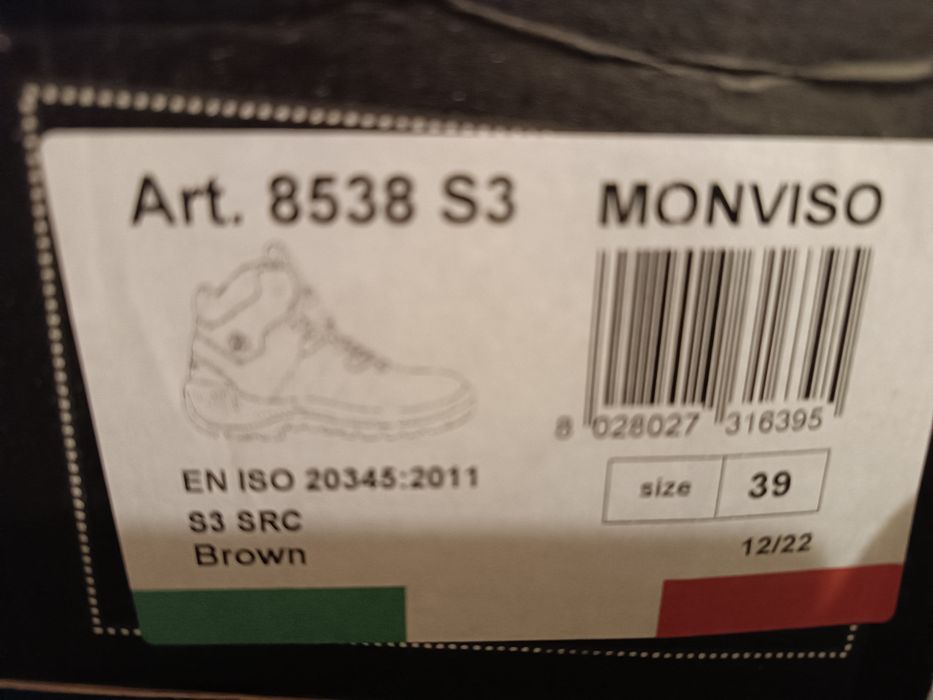 Art. 8538 S3 MONVISO
8 028027 316395
EN ISO 20345:2011
size 39
S3 SRC
Brown
12/22